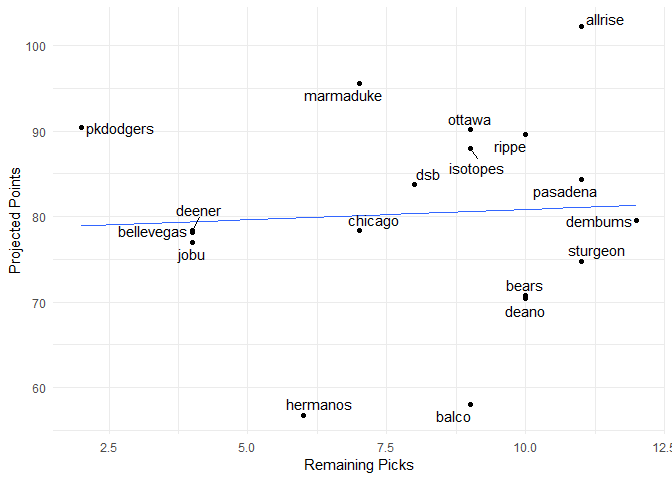 allrise
100
marmaduke
90
pkdodgers
ottawa
rippe
isotopes
dsb
pasadena
Projected Points
80
deener
bellevegas
chicago
dembums
jobu
sturgeon
70
bears
deano
60
hermanos
balco
2.5
5.0
7.5
10.0
12.5
Remaining Picks